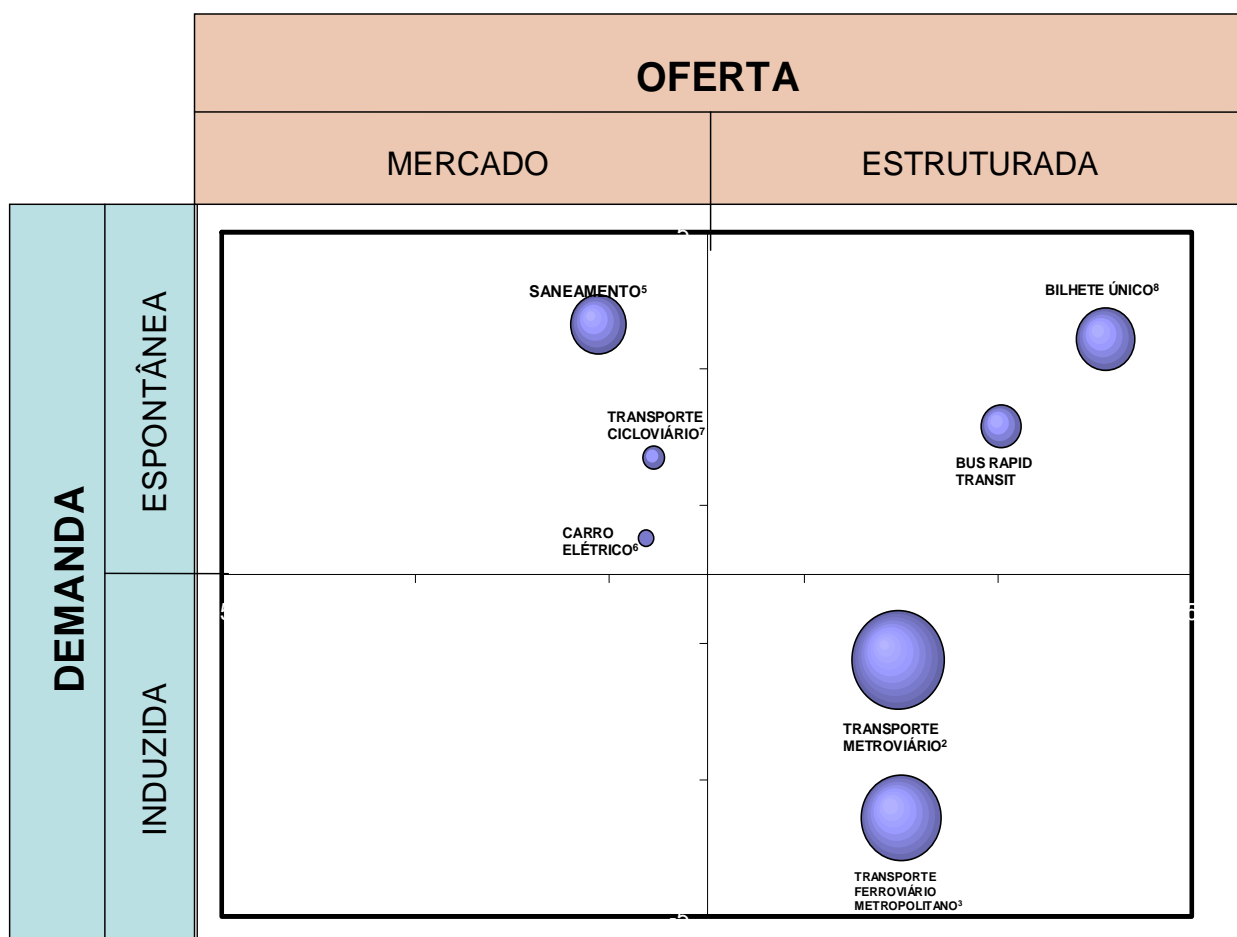 OFERTA
MERCADO
ESTRUTURADA
DEMANDA
ESPONTÂNEA
INDUZIDA
SANEAMENTO⁵
BILHETE ÚNICO⁸
TRANSPORTE
CICLOVIÁRIO⁷
BUS RAPID
TRANSIT
CARRO
ELÉTRICO⁶
TRANSPORTE
METROVIÁRIO²
TRANSPORTE
FERROVIÁRIO
METROPOLITANO³